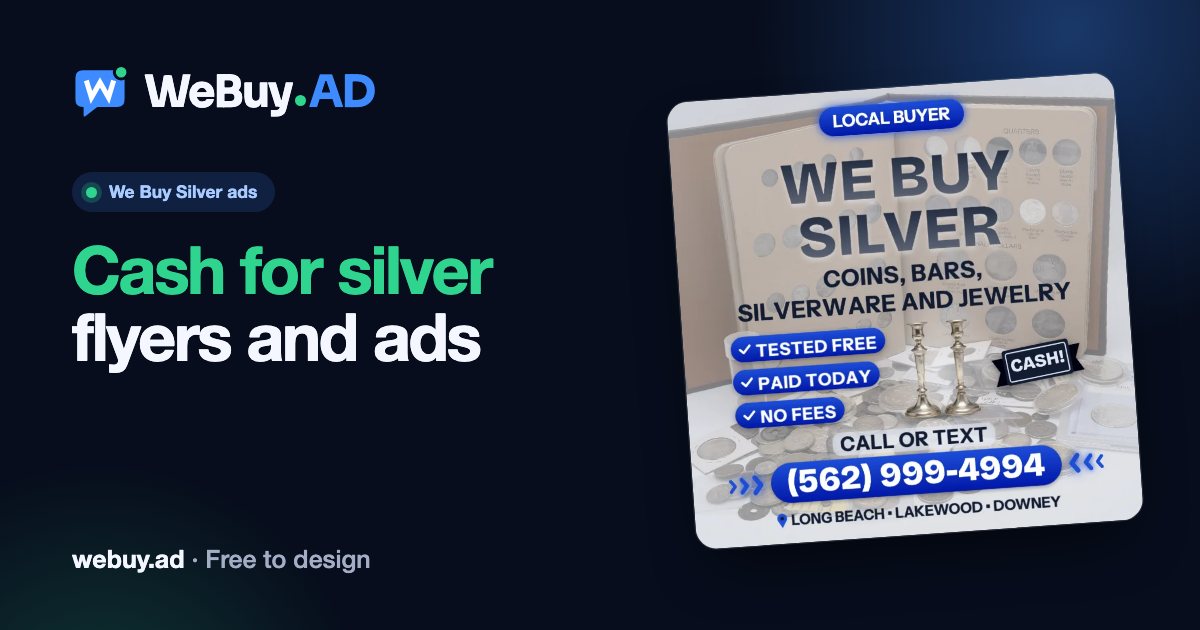 WeBuy.AD
We Buy Silver ads
Cash for silver
flyers and ads
webuy.ad · Free to design
LOCAL BUYER
QUARTERS
WE BUY
SILVER
COINS, BARS,
SILVERWARE AND JEWELRY
✓ TESTED FREE
✓ PAID TODAY
✓ NO FEES
CASH!
CALL OR TEXT
››› (562) 999-4994 ‹‹‹
LONG BEACH • LAKEWOOD • DOWNEY